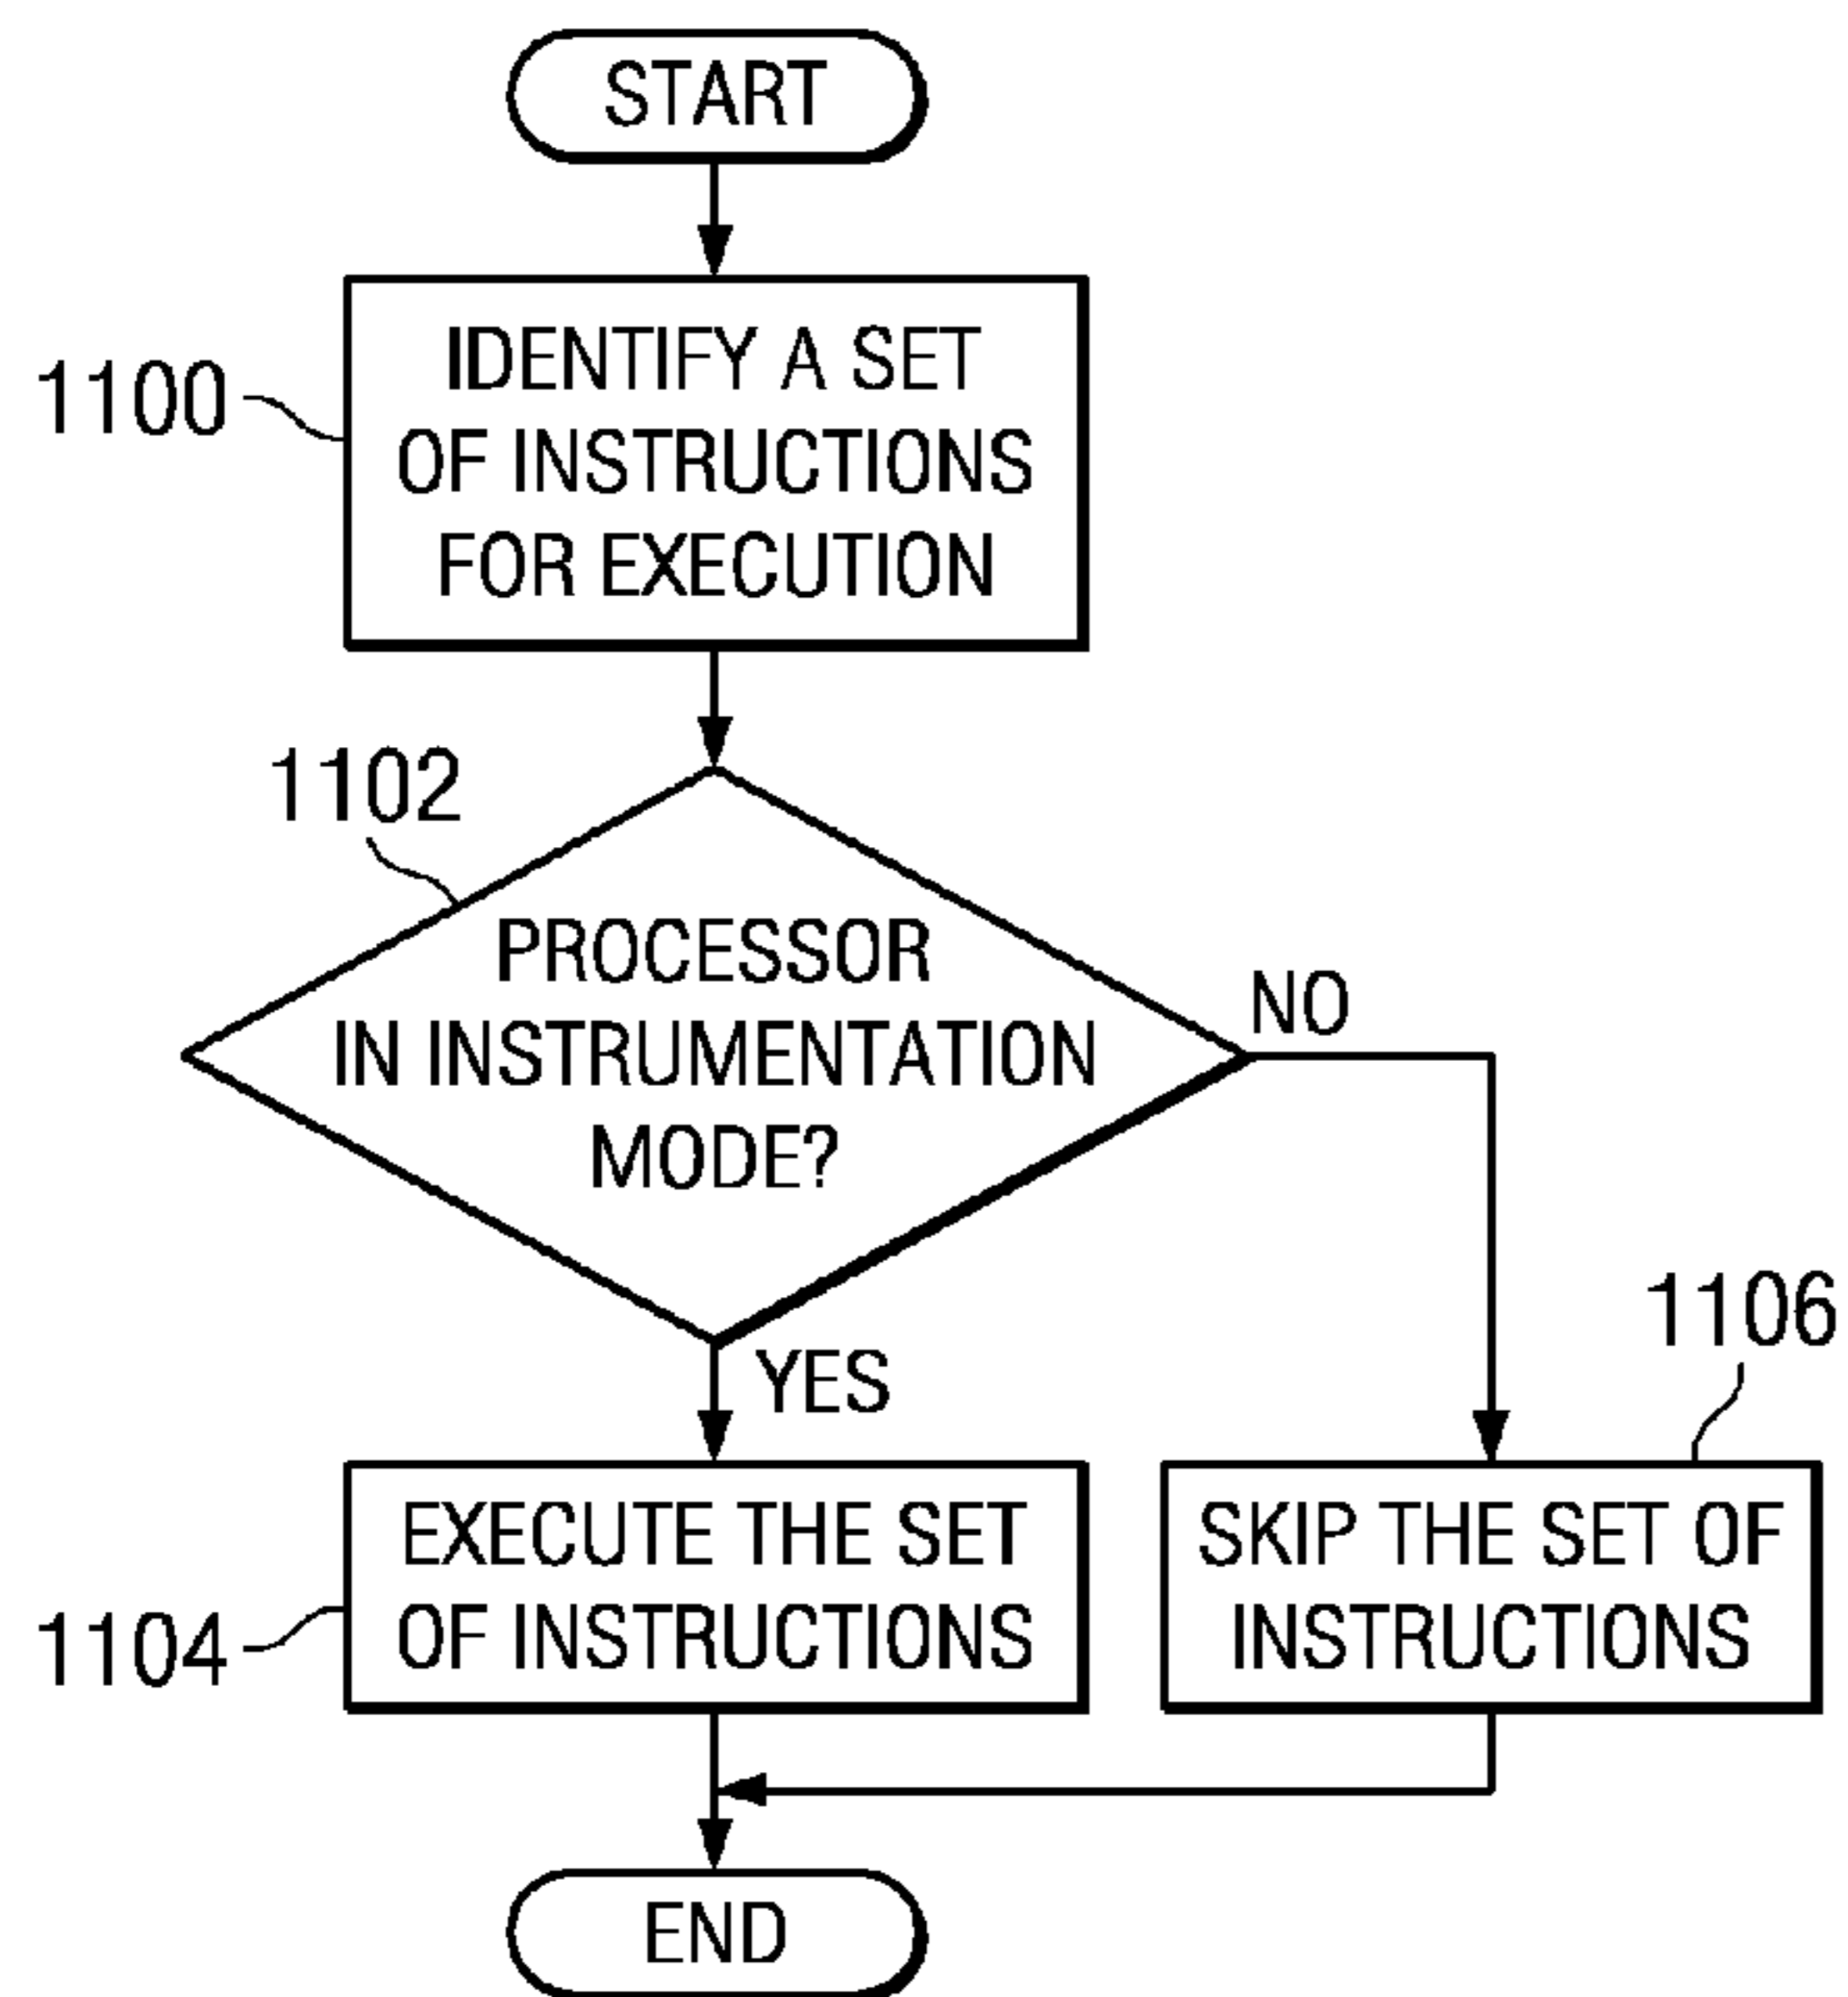 START
1100
IDENTIFY A SET
OF INSTRUCTIONS
FOR EXECUTION
1102
PROCESSOR
IN INSTRUMENTATION
MODE?
NO
YES
1106
EXECUTE THE SET
OF INSTRUCTIONS
1104
SKIP THE SET OF
INSTRUCTIONS
END